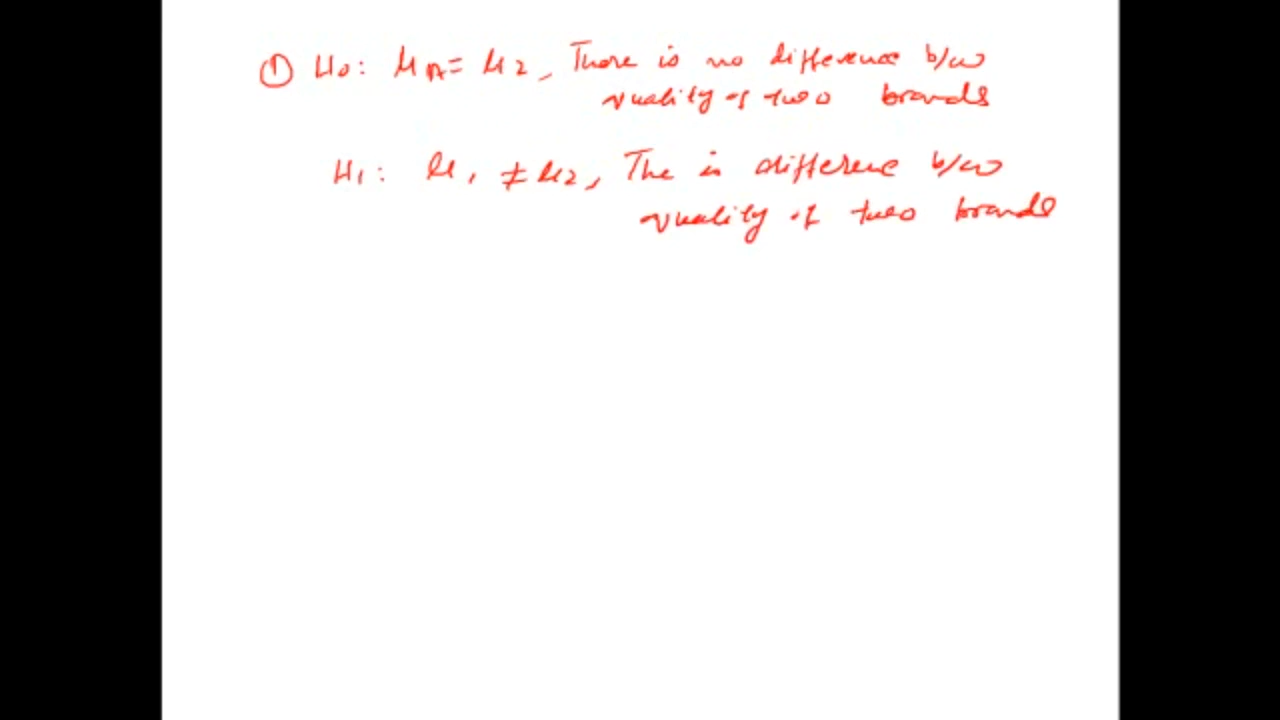 ① H₀: μA = μ₂, There is no difference b/w
quality of two brands
H₁: μ₁ ≠ μ₂, The is difference b/w
quality of two brands